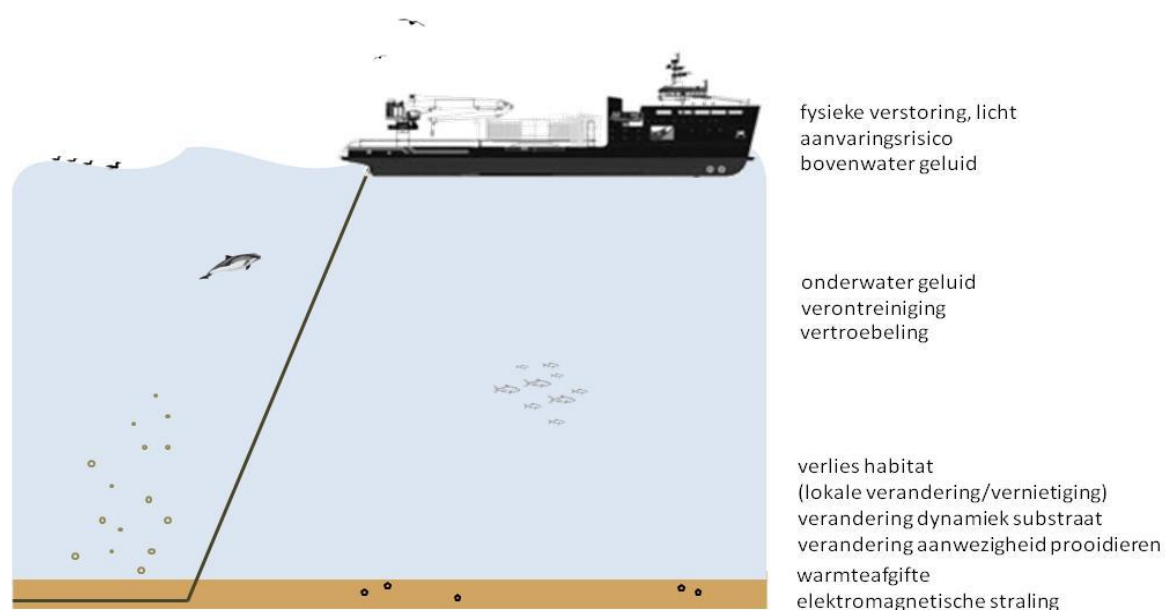 fysieke verstoring, licht
aanvaringsrisico
bovenwater geluid
onderwater geluid
verontreiniging
vertroebeling
verlies habitat
(lokale verandering/vernietiging)
verandering dynamiek substraat
verandering aanwezigheid prooidieren
warmteafgifte
elektromagnetische straling